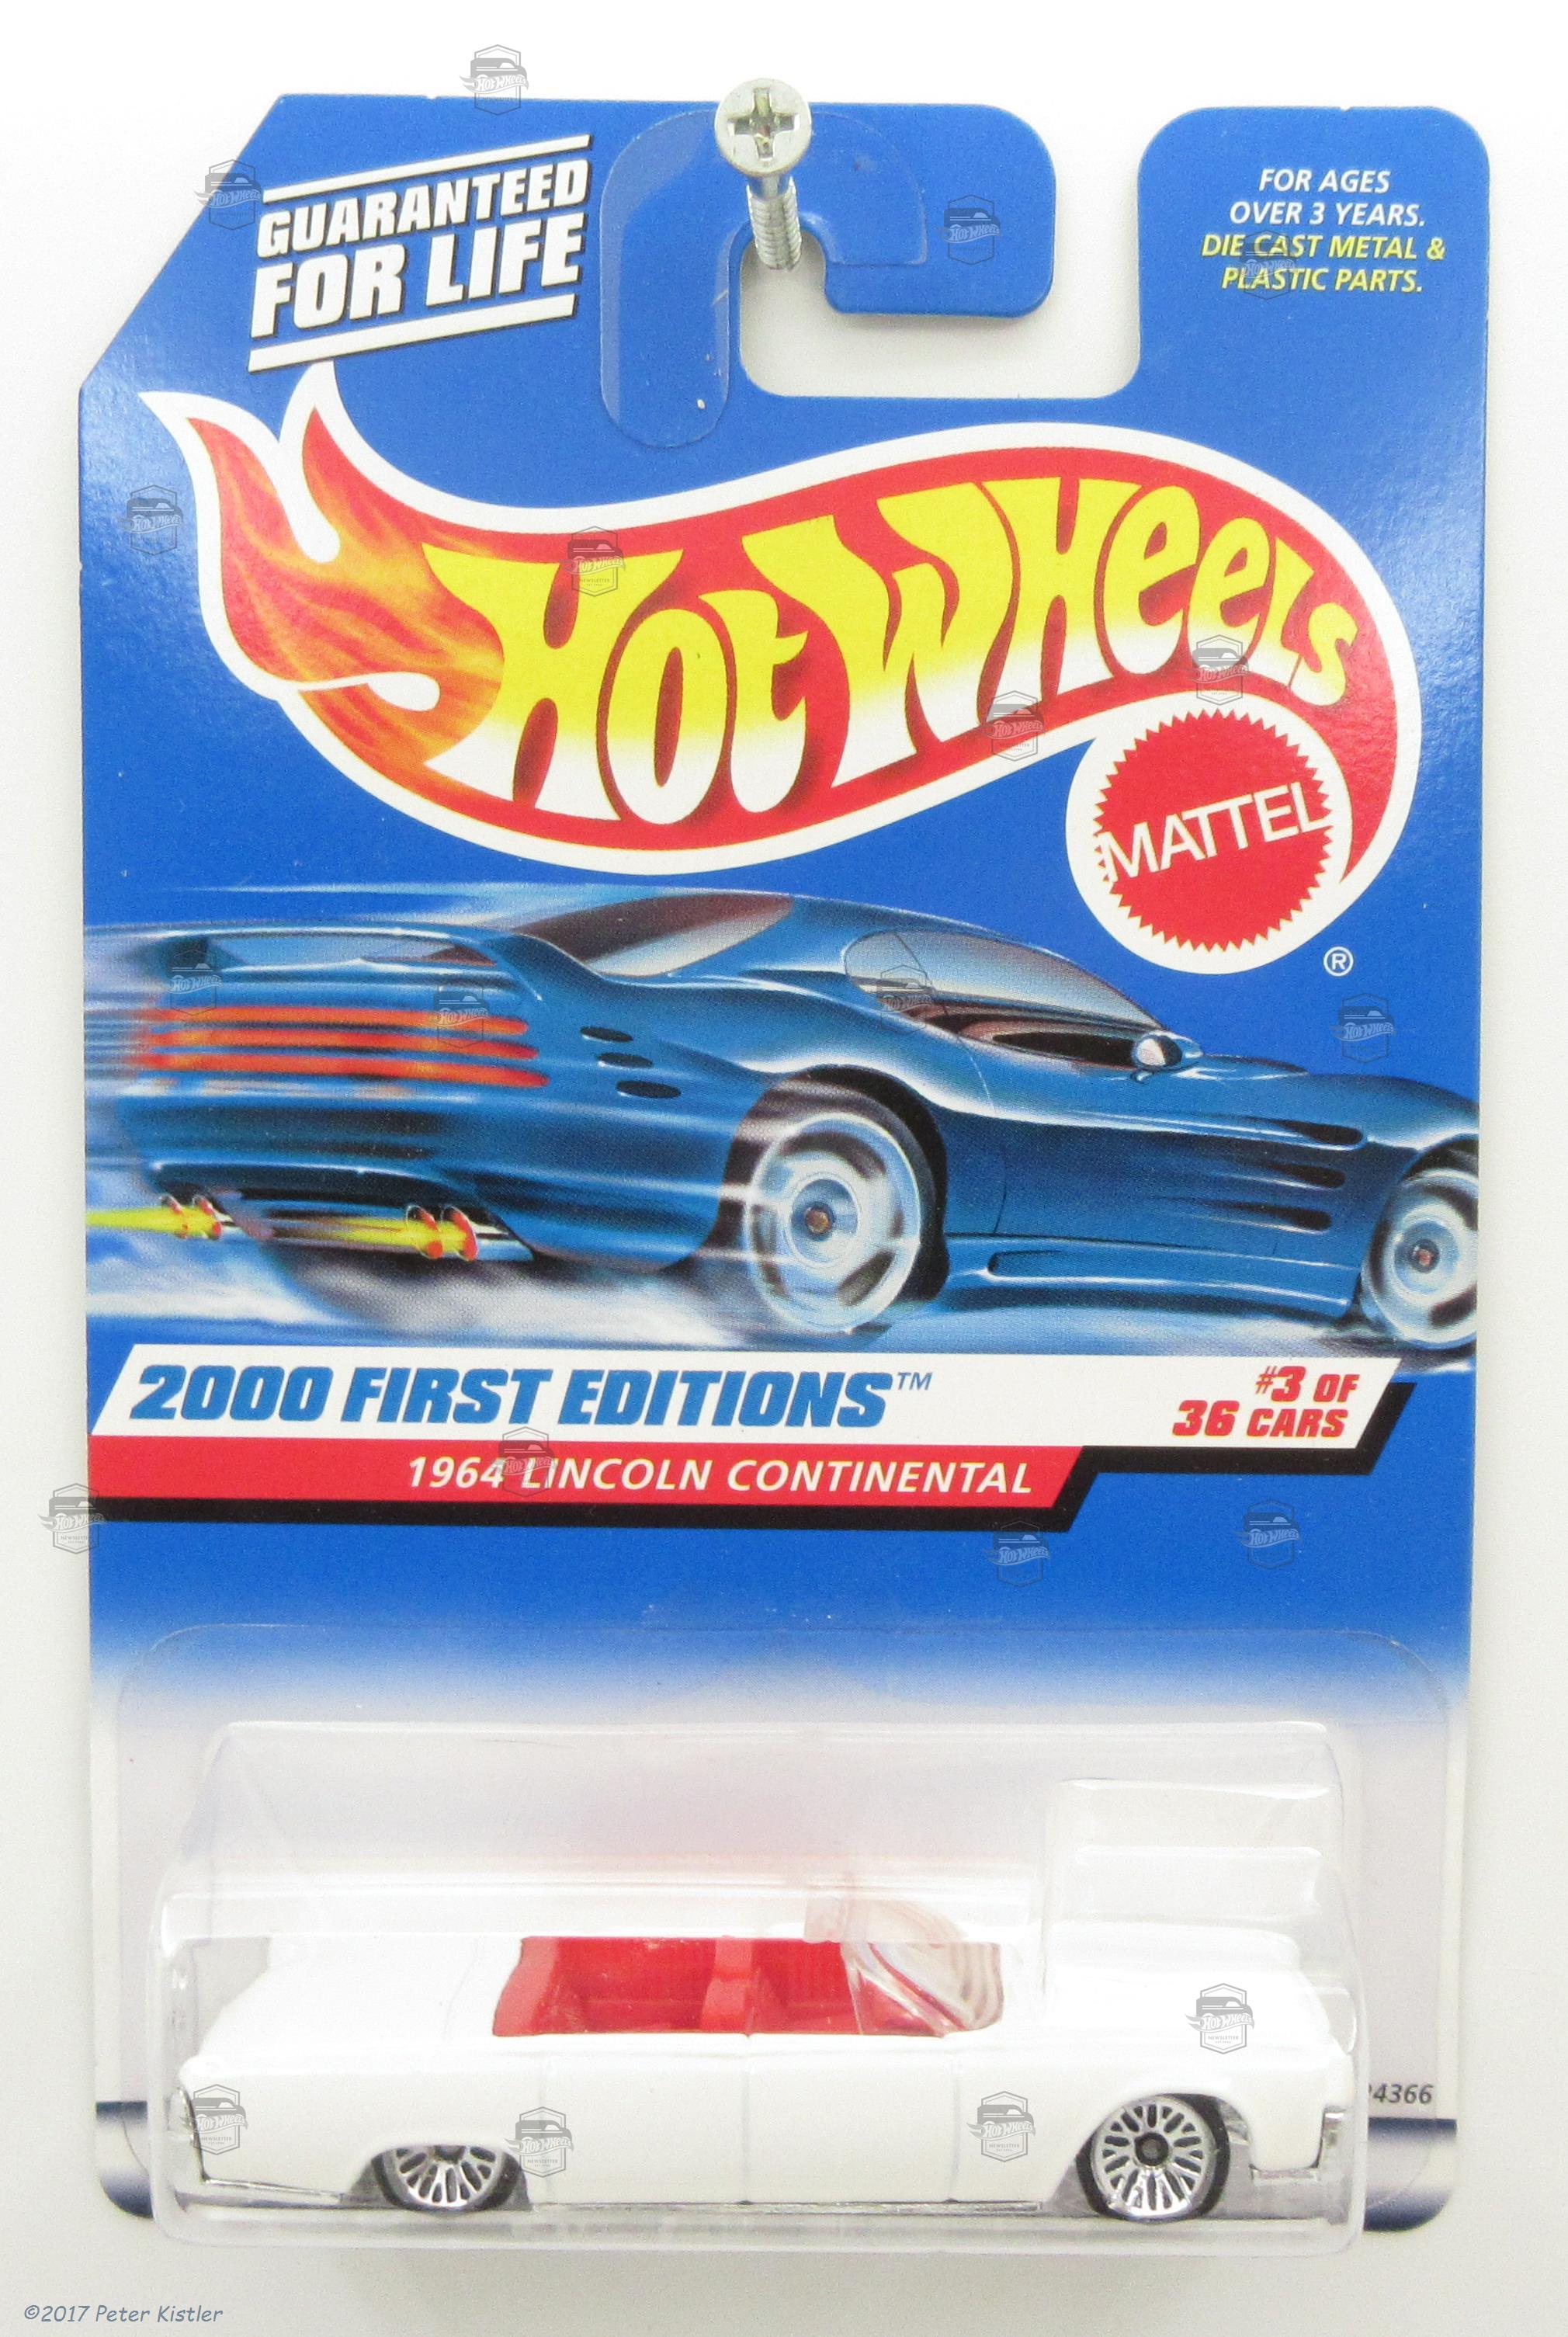 GUARANTEED
FOR LIFE
FOR AGES
OVER 3 YEARS.
DIE CAST METAL &
PLASTIC PARTS.
HOT WHEELS
MATTEL
®
2000 FIRST EDITIONS™
#3 OF
36 CARS
1964 LINCOLN CONTINENTAL
4366
©2017 Peter Kistler